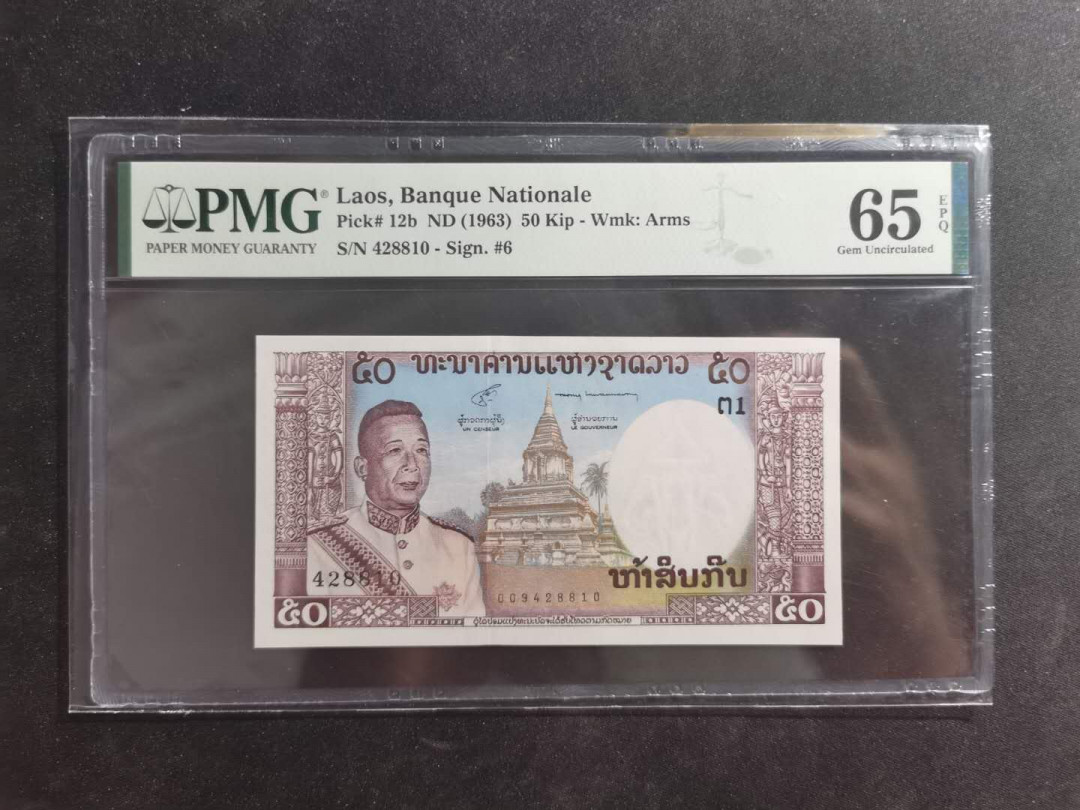 PMG®
PAPER MONEY GUARANTY
Laos, Banque Nationale
Pick# 12b ND (1963) 50 Kip - Wmk: Arms
S/N 428810 - Sign. #6
65
EPQ
Gem Uncirculated
໕໐ ທະນາຄານແຫ່ງຊາດລາວ ໕໐
ຕ1
UN CENSEUR
LE GOUVERNEUR
428810
009428810
ຫ້າສິບກີບ
໕໐
໕໐